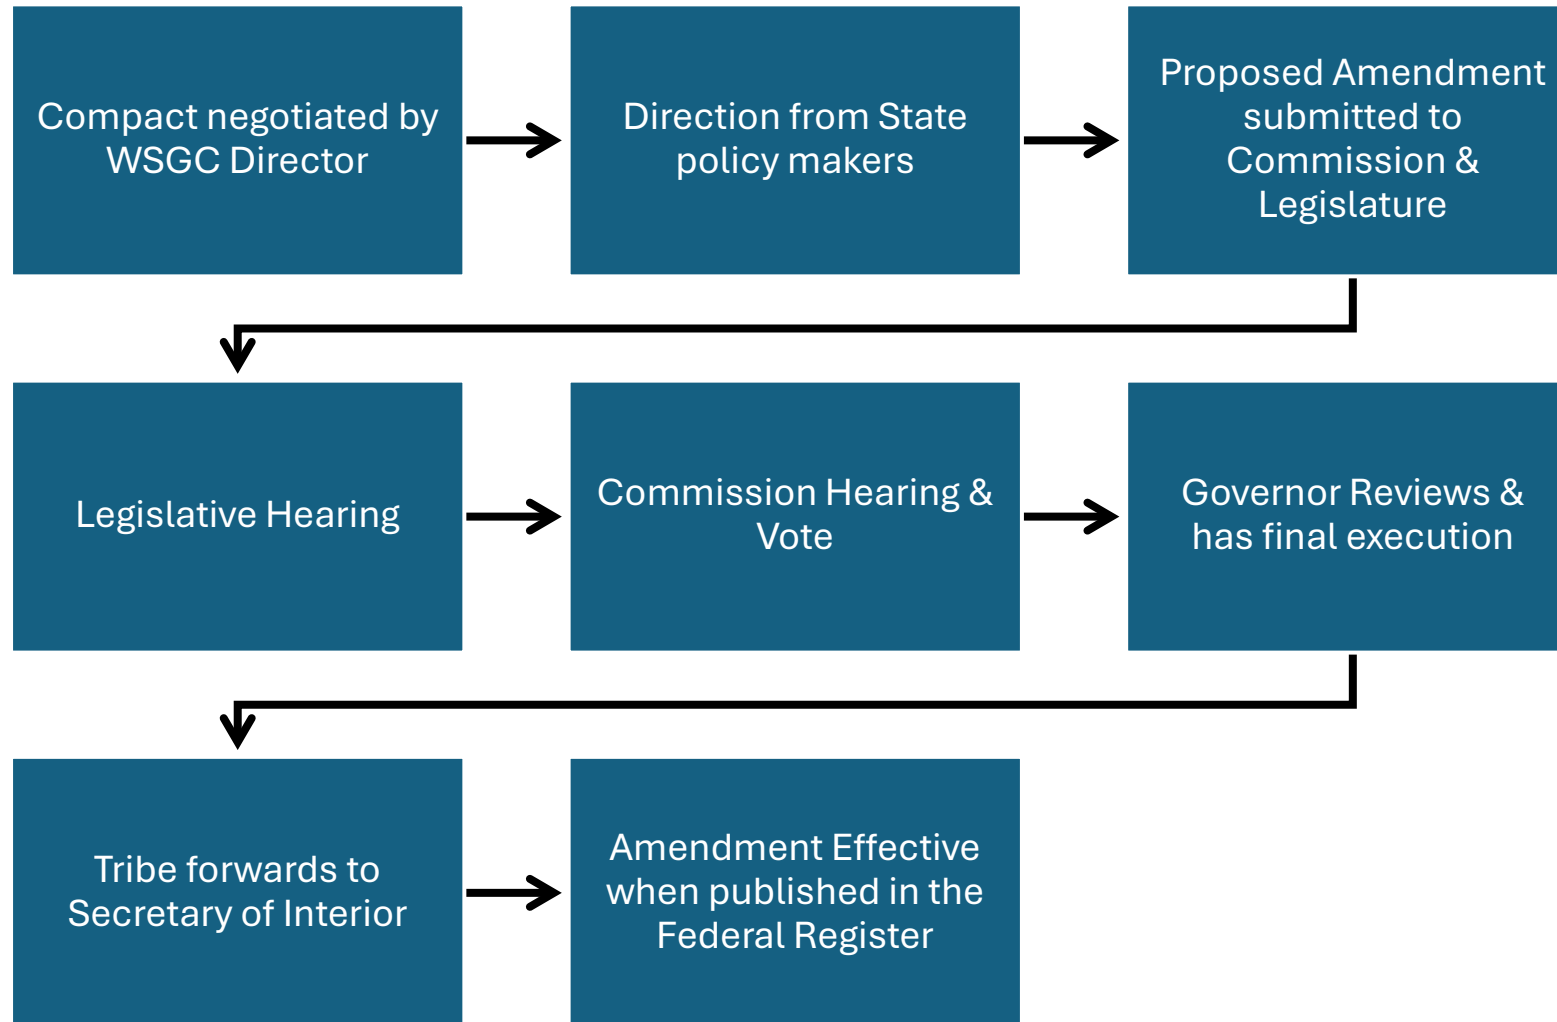 Compact negotiated by
WSGC Director
Direction from State
policy makers
Proposed Amendment
submitted to
Commission &
Legislature
Legislative Hearing
Commission Hearing &
Vote
Governor Reviews &
has final execution
Tribe forwards to
Secretary of Interior
Amendment Effective
when published in the
Federal Register